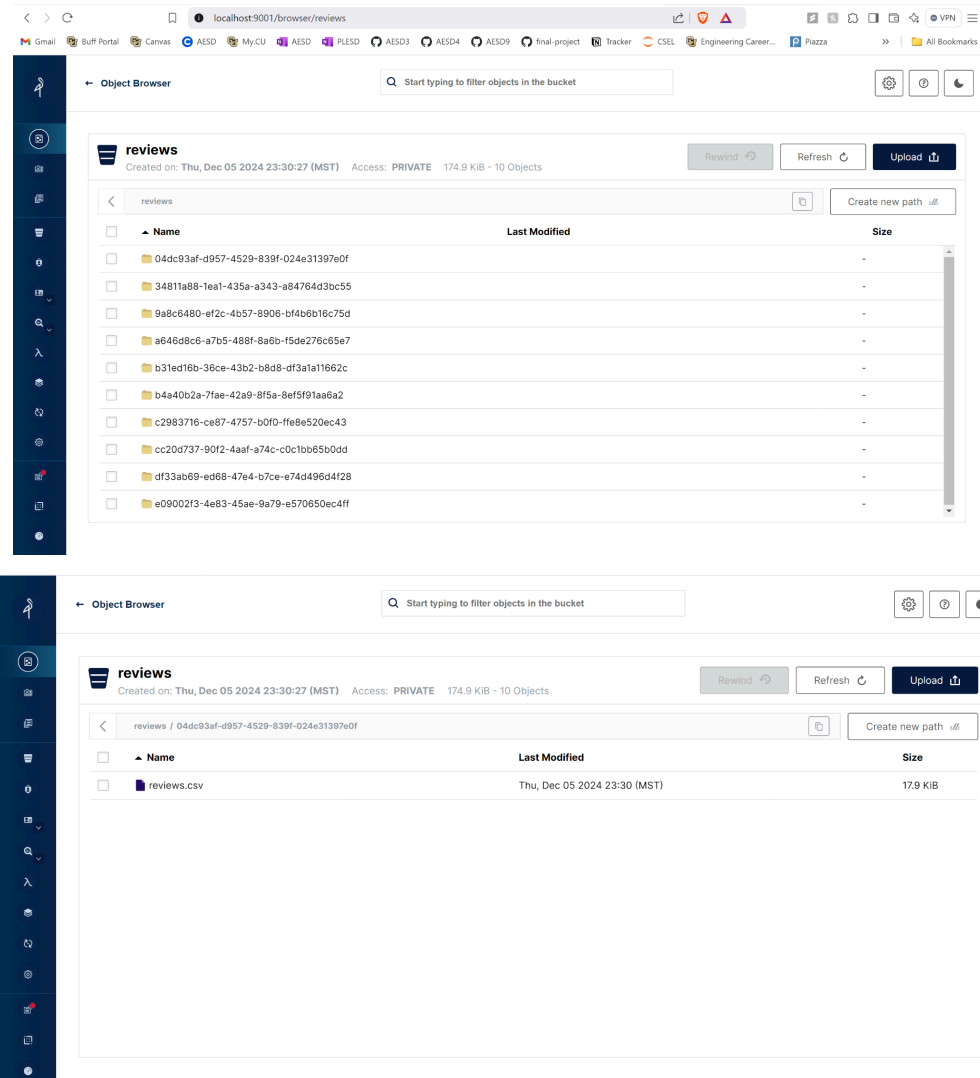 localhost:9001/browser/reviews
VPN
Gmail Buff Portal Canvas AESD My.CU AESD PLESD AESD3 AESD4 AESD9 final-project Tracker CSEL Engineering Career... Piazza » All Bookmarks
← Object Browser
Start typing to filter objects in the bucket
reviews
Created on: Thu, Dec 05 2024 23:30:27 (MST) Access: PRIVATE 174.9 KiB - 10 Objects
Rewind Refresh Upload
reviews
Create new path
Name Last Modified Size
04dc93af-d957-4529-839f-024e31397e0f -
34811a88-1ea1-435a-a343-a84764d3bc55 -
9a8c6480-ef2c-4b57-8906-bf4b6b16c75d -
a646d8c6-a7b5-488f-8a6b-f5de276c65e7 -
b31ed16b-36ce-43b2-b8d8-df3a1a11662c -
b4a40b2a-7fae-42a9-8f5a-8ef5f91aa6a2 -
c2983716-ce87-4757-b0f0-ffe8e520ec43 -
cc20d737-90f2-4aaf-a74c-c0c1bb65b0dd -
df33ab69-ed68-47e4-b7ce-e74d496d4f28 -
e09002f3-4e83-45ae-9a79-e570650ec4ff -
← Object Browser
Start typing to filter objects in the bucket
reviews
Created on: Thu, Dec 05 2024 23:30:27 (MST) Access: PRIVATE 174.9 KiB - 10 Objects
Rewind Refresh Upload
reviews / 04dc93af-d957-4529-839f-024e31397e0f
Create new path
Name Last Modified Size
reviews.csv Thu, Dec 05 2024 23:30 (MST) 17.9 KiB